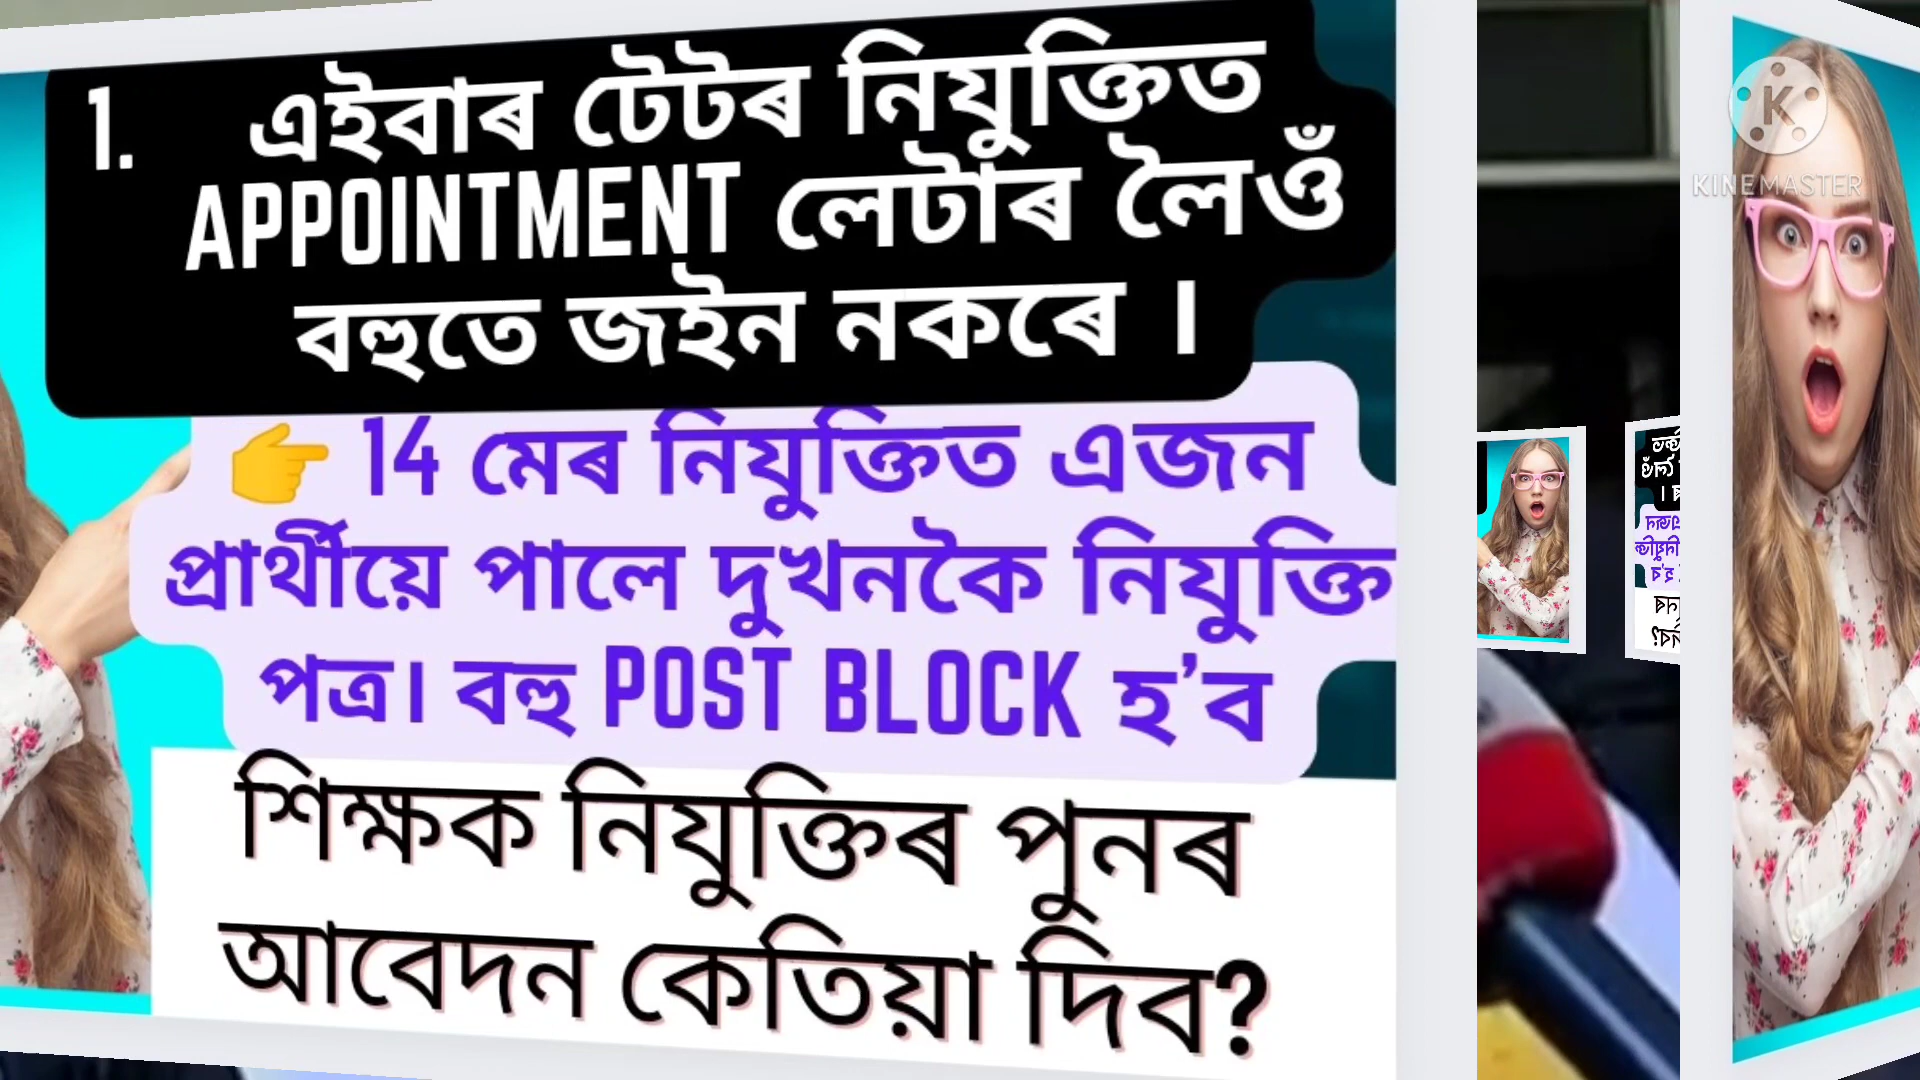 1. এইবাৰ টেটৰ নিযুক্তিত
APPOINTMENT লেটাৰ লৈওঁ
বহুতে জইন নকৰে ।
👉 14 মেৰ নিযুক্তিত এজন
প্ৰাৰ্থীয়ে পালে দুখনকৈ নিযুক্তি
পত্ৰ। বহু POST BLOCK হ’ব
শিক্ষক নিযুক্তিৰ পুনৰ
আবেদন কেতিয়া দিব?
K
KINEMASTER